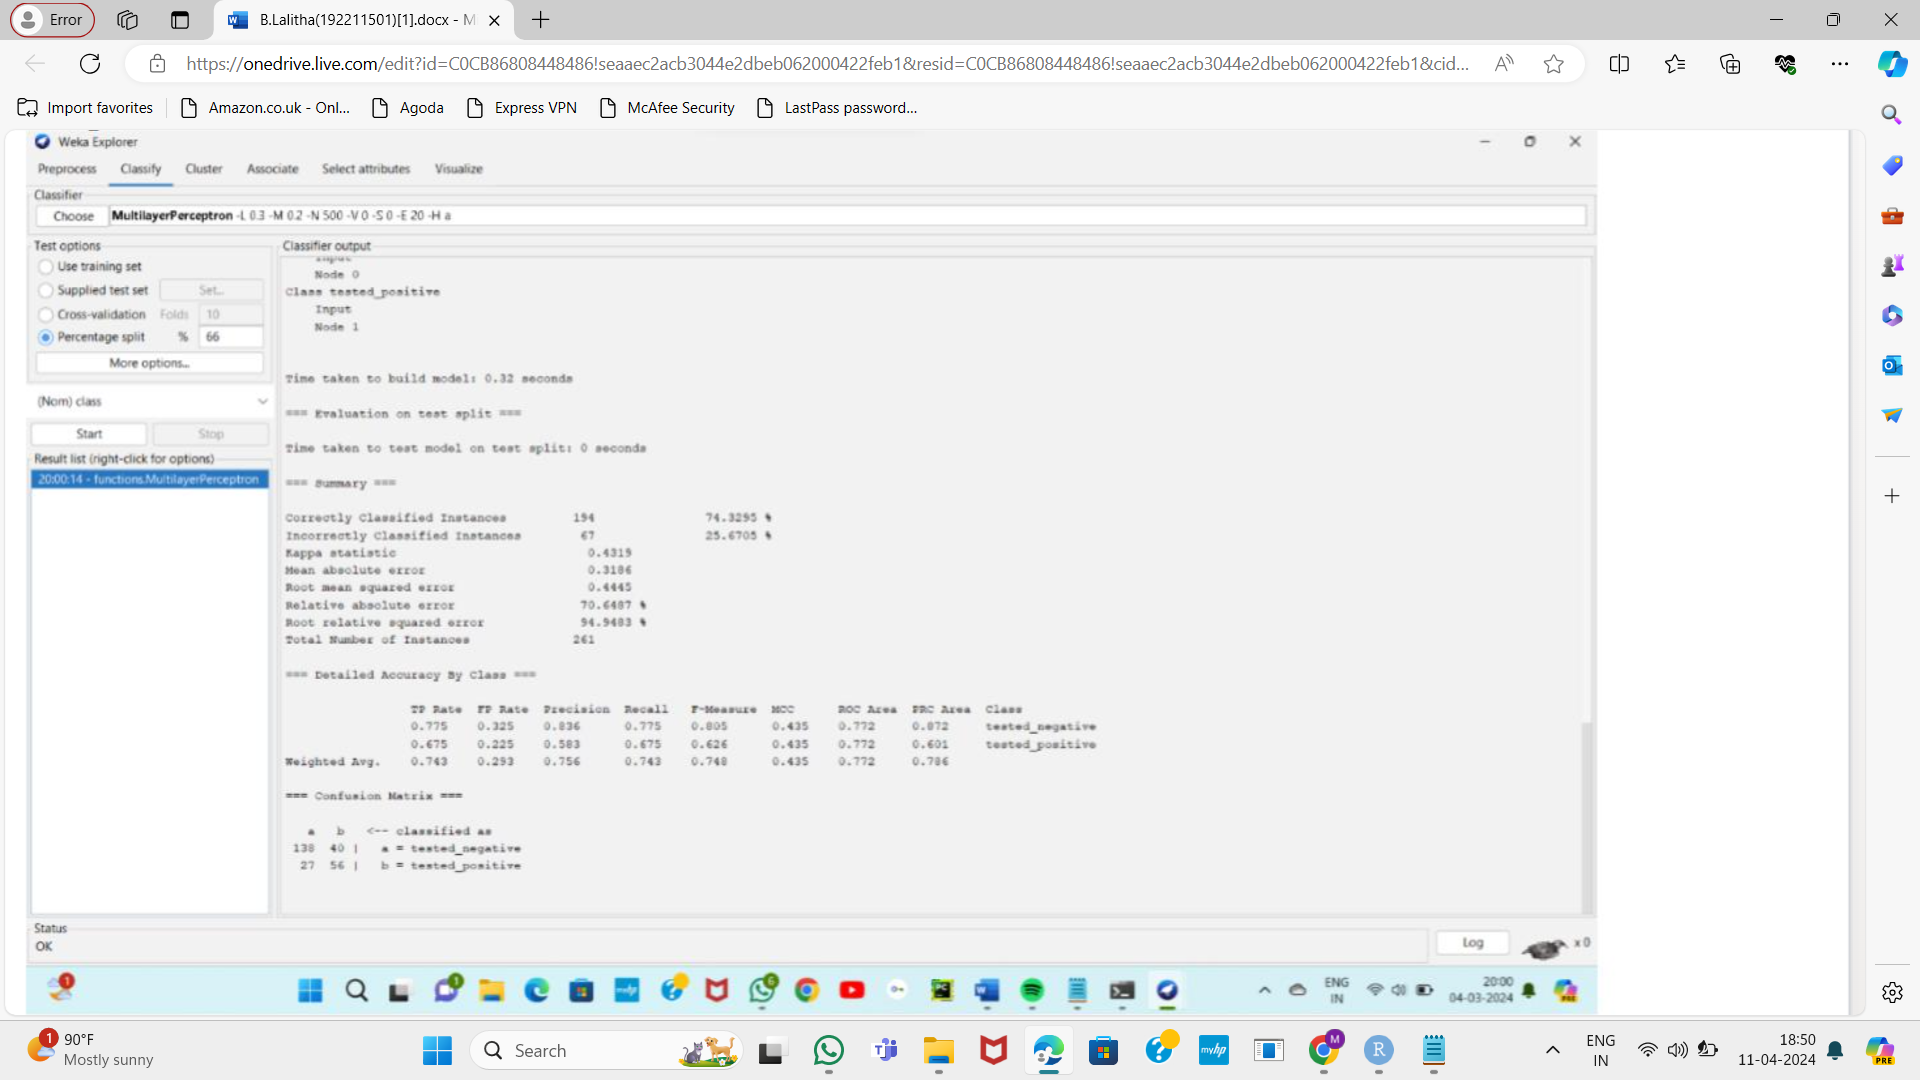 Error
B.Lalitha(192211501)[1].docx - M
https://onedrive.live.com/edit?id=C0CB86808448486!seaaec2acb3044e2dbeb062000422feb1&resid=C0CB86808448486!seaaec2acb3044e2dbeb062000422feb1&cid...
Import favorites
Amazon.co.uk - Onl...
Agoda
Express VPN
McAfee Security
LastPass password...
Weka Explorer
Preprocess Classify Cluster Associate Select attributes Visualize
Classifier
Choose MultilayerPerceptron -L 0.3 -M 0.2 -N 500 -V 0 -S 0 -E 20 -H a
Test options
Use training set
Supplied test set Set...
Cross-validation Folds 10
Percentage split % 66
More options...
(Nom) class
Start Stop
Result list (right-click for options)
20:00:14 - functions.MultilayerPerceptron
Classifier output
Input
Node 0
Class tested_positive
Input
Node 1
Time taken to build model: 0.32 seconds
=== Evaluation on test split ===
Time taken to test model on test split: 0 seconds
=== Summary ===
Correctly Classified Instances 194 74.3295 %
Incorrectly Classified Instances 67 25.6705 %
Kappa statistic 0.4319
Mean absolute error 0.3186
Root mean squared error 0.4445
Relative absolute error 70.6487 %
Root relative squared error 94.9483 %
Total Number of Instances 261
=== Detailed Accuracy By Class ===
TP Rate FP Rate Precision Recall F-Measure MCC ROC Area PRC Area Class
0.775 0.325 0.836 0.775 0.805 0.435 0.772 0.872 tested_negative
0.675 0.225 0.583 0.675 0.626 0.435 0.772 0.601 tested_positive
Weighted Avg. 0.743 0.293 0.756 0.743 0.748 0.435 0.772 0.786
=== Confusion Matrix ===
a b <-- classified as
138 40 | a = tested_negative
27 56 | b = tested_positive
Status
OK
Log
x 0
1
1
myhp
6
ENG
IN
20:00
04-03-2024
PRE
1
90°F
Mostly sunny
Search
myhp
M
R
ENG
IN
18:50
11-04-2024
PRE